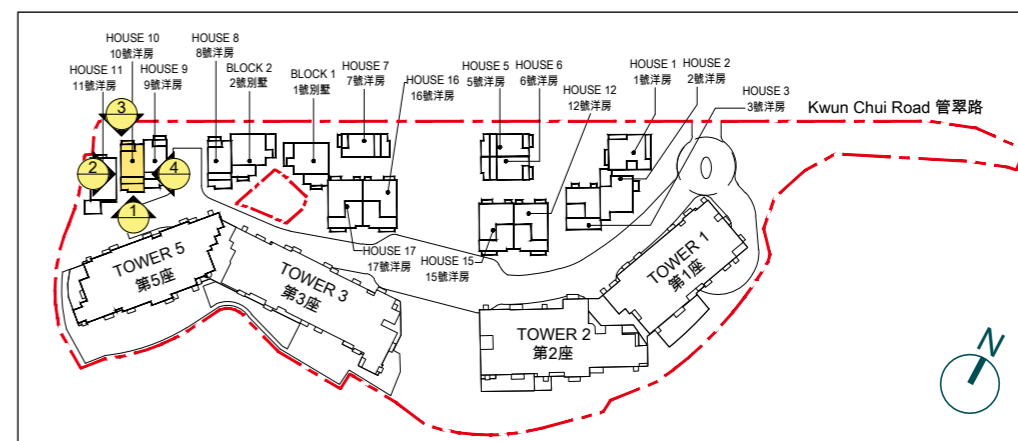 HOUSE 10
10號洋房
HOUSE 8
8號洋房
HOUSE 11
11號洋房
HOUSE 9
9號洋房
BLOCK 2
2號別墅
BLOCK 1
1號別墅
HOUSE 7
7號洋房
HOUSE 16
16號洋房
HOUSE 5
5號洋房
HOUSE 6
6號洋房
HOUSE 12
12號洋房
HOUSE 1
1號洋房
HOUSE 2
2號洋房
HOUSE 3
3號洋房
Kwun Chui Road 管翠路
3
2
4
1
HOUSE 17
17號洋房
HOUSE 15
15號洋房
TOWER 5
第5座
TOWER 3
第3座
TOWER 2
第2座
TOWER 1
第1座
N